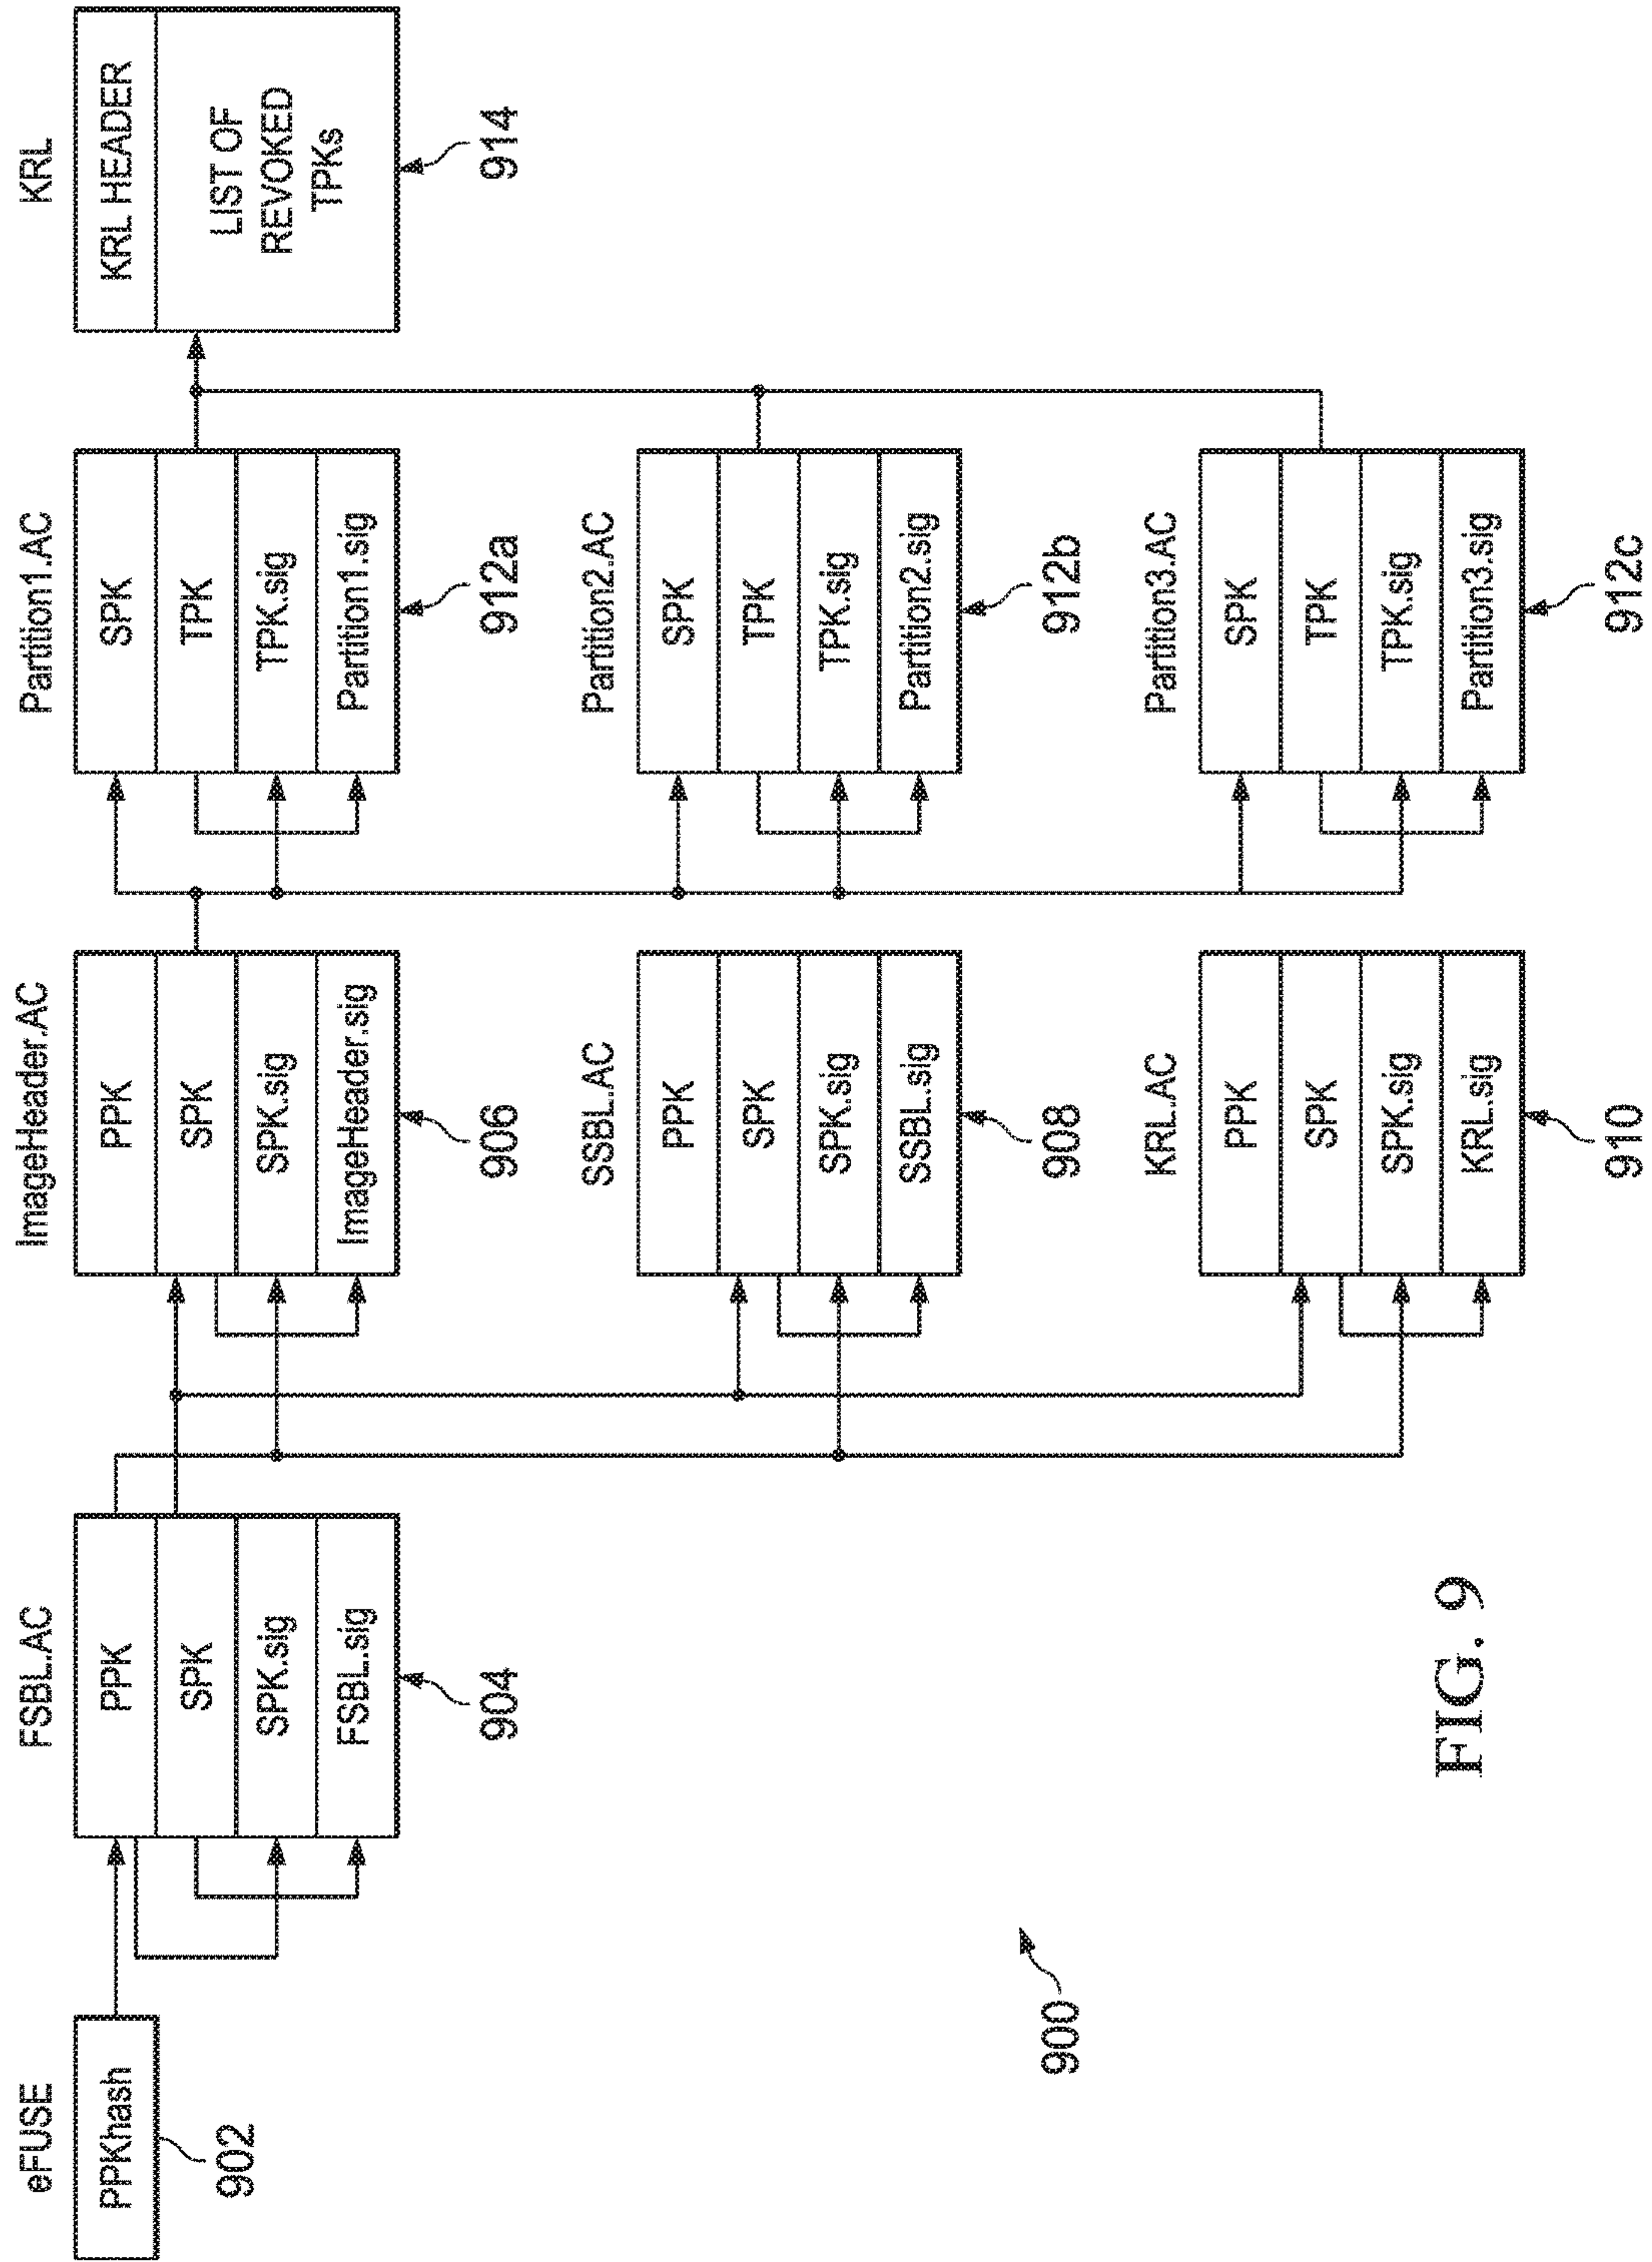 eFUSE
PPKhash
902
FSBL.AC
PPK
SPK
SPK.sig
FSBL.sig
904
ImageHeader.AC
PPK
SPK
SPK.sig
ImageHeader.sig
906
SSBL.AC
PPK
SPK
SPK.sig
SSBL.sig
908
KRL.AC
PPK
SPK
SPK.sig
KRL.sig
910
Partition1.AC
SPK
TPK
TPK.sig
Partition1.sig
912a
Partition2.AC
SPK
TPK
TPK.sig
Partition2.sig
912b
Partition3.AC
SPK
TPK
TPK.sig
Partition3.sig
912c
KRL
KRL HEADER
LIST OF
REVOKED
TPKs
914
900
FIG. 9